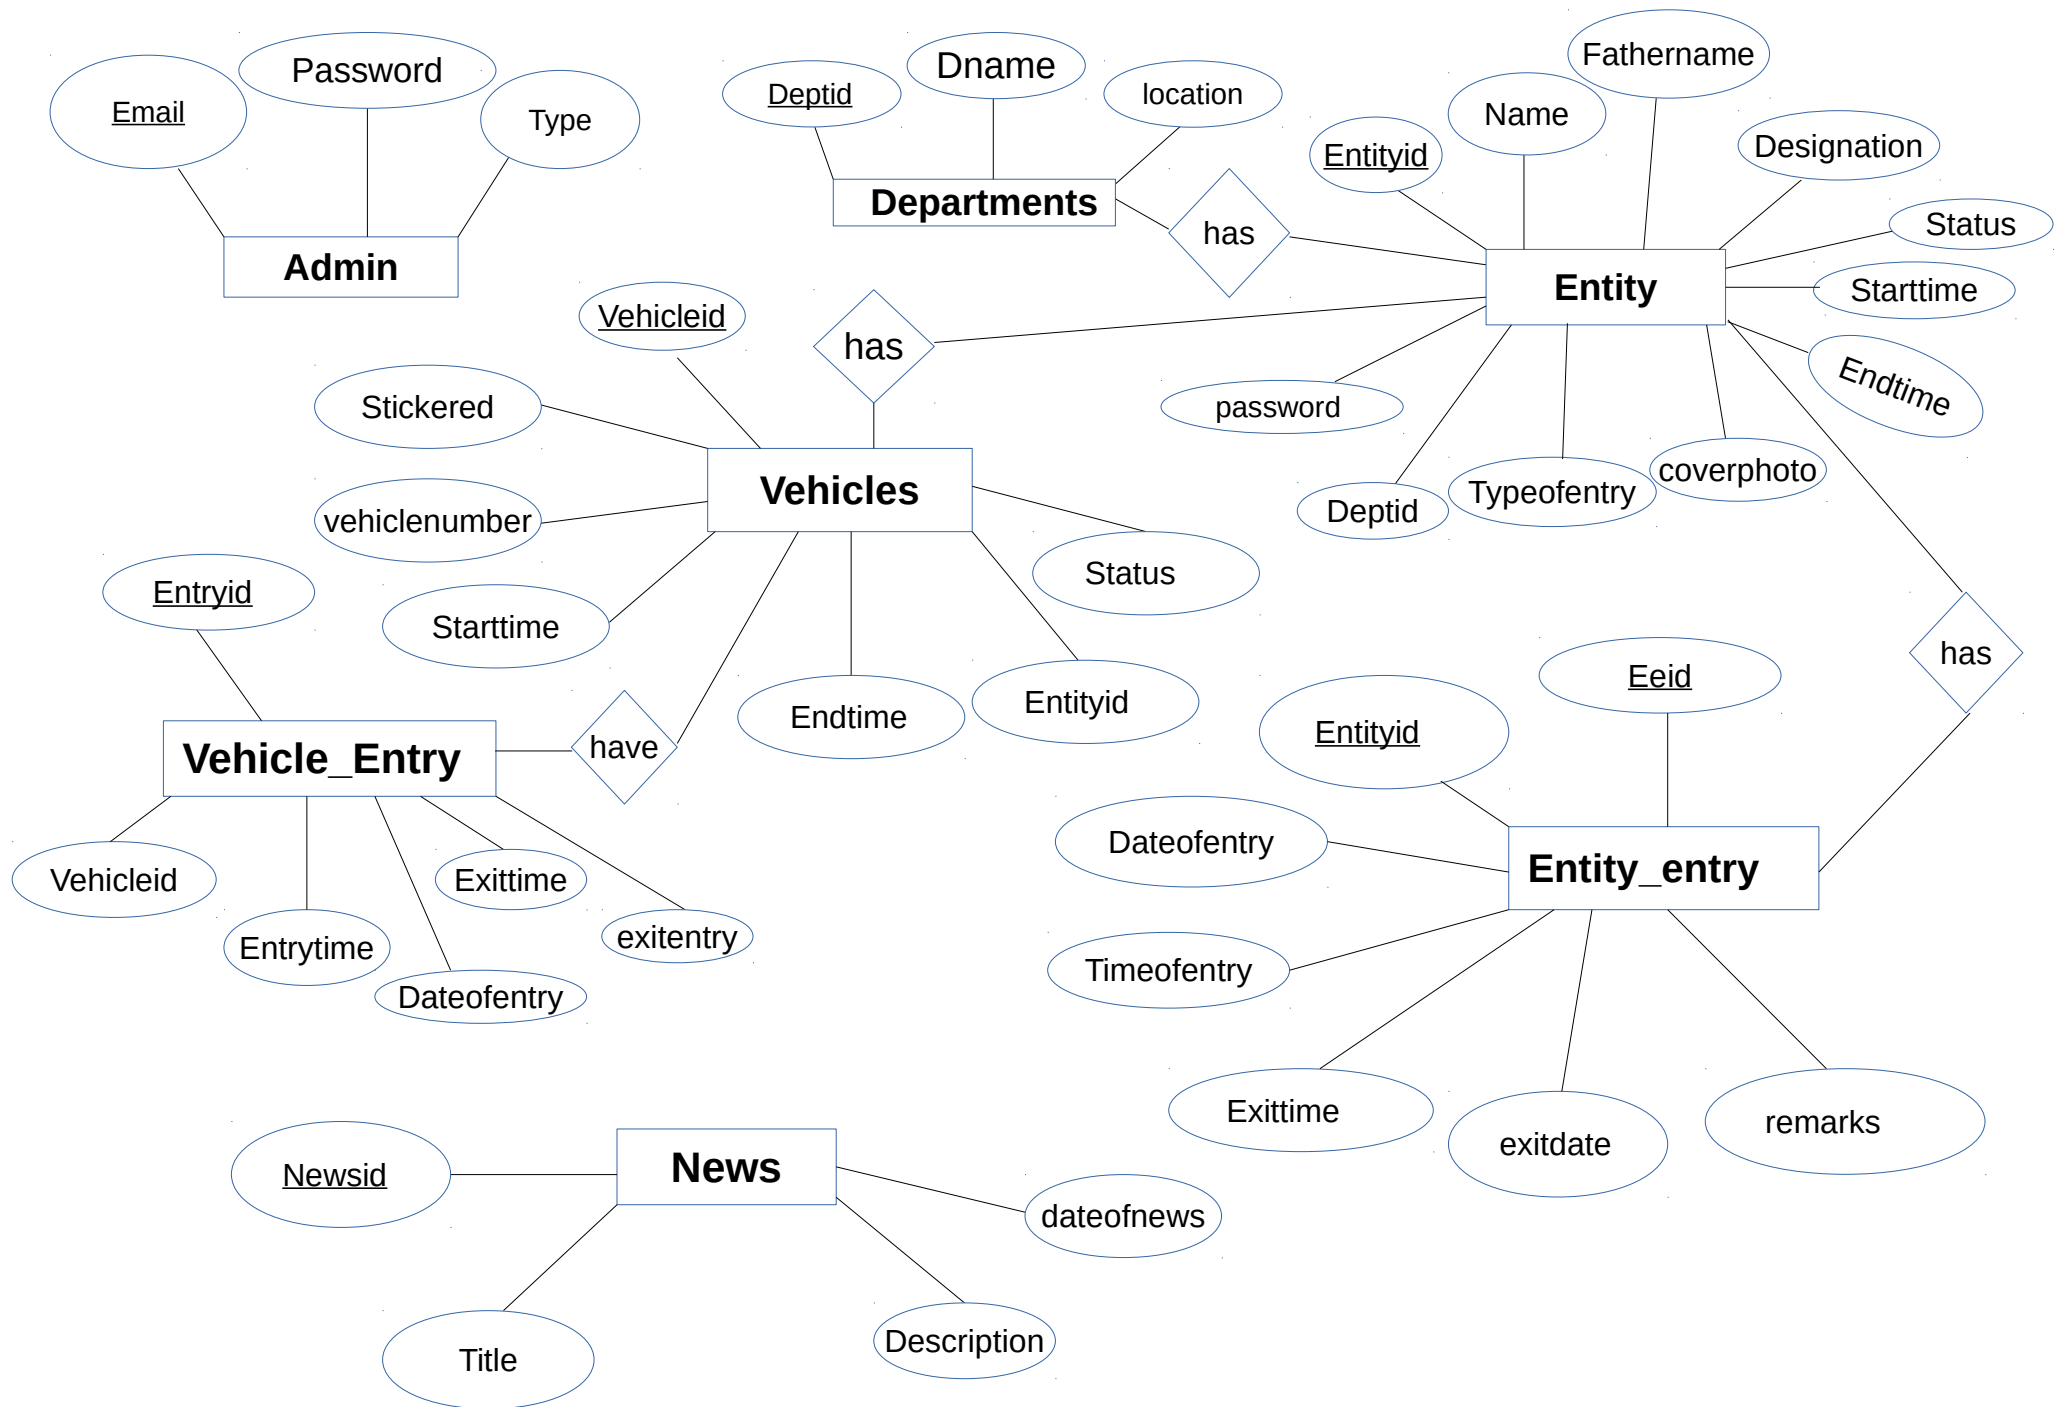 Email
Password
Type
Admin
Deptid
Dname
location
Departments
has
Entityid
Name
Fathername
Designation
Status
Starttime
Endtime
Entity
password
Deptid
Typeofentry
coverphoto
Vehicleid
has
Stickered
vehiclenumber
Vehicles
Starttime
Endtime
Entityid
Status
Entryid
Vehicle_Entry
have
Vehicleid
Entrytime
Dateofentry
Exittime
exitentry
has
Eeid
Entityid
Dateofentry
Entity_entry
Timeofentry
Exittime
exitdate
remarks
Newsid
News
dateofnews
Title
Description